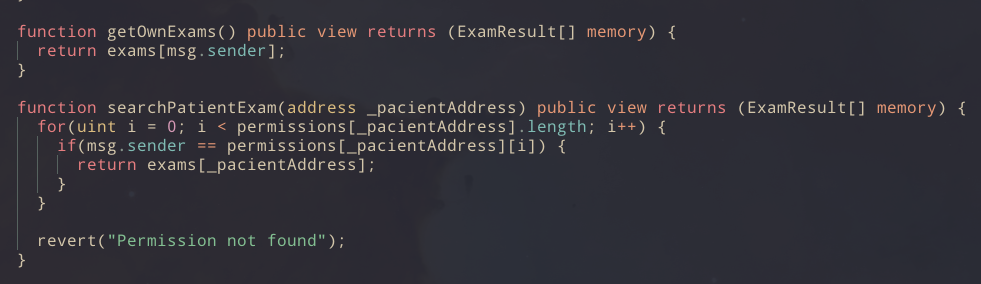 function getOwnExams() public view returns (ExamResult[] memory) {
return exams[msg.sender];
}
function searchPatientExam(address _pacientAddress) public view returns (ExamResult[] memory) {
for(uint i = 0; i < permissions[_pacientAddress].length; i++) {
if(msg.sender == permissions[_pacientAddress][i]) {
return exams[_pacientAddress];
}
}
revert("Permission not found");
}